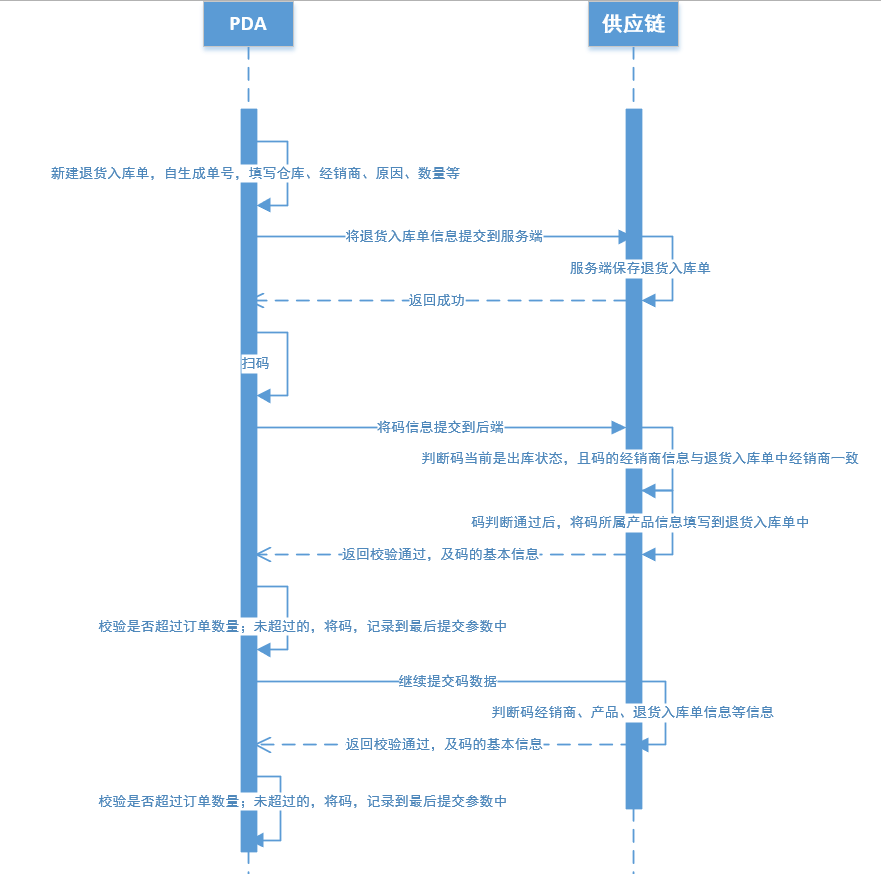 PDA
供应链
新建退货入库单，自生成单号，填写仓库、经销商、原因、数量等
将退货入库单信息提交到服务端
服务端保存退货入库单
返回成功
扫码
将码信息提交到后端
判断码当前是出库状态，且码的经销商信息与退货入库单中经销商一致
码判断通过后，将码所属产品信息填写到退货入库单中
返回校验通过，及码的基本信息
校验是否超过订单数量；未超过的，将码，记录到最后提交参数中
继续提交码数据
判断码经销商、产品、退货入库单信息等信息
返回校验通过，及码的基本信息
校验是否超过订单数量；未超过的，将码，记录到最后提交参数中